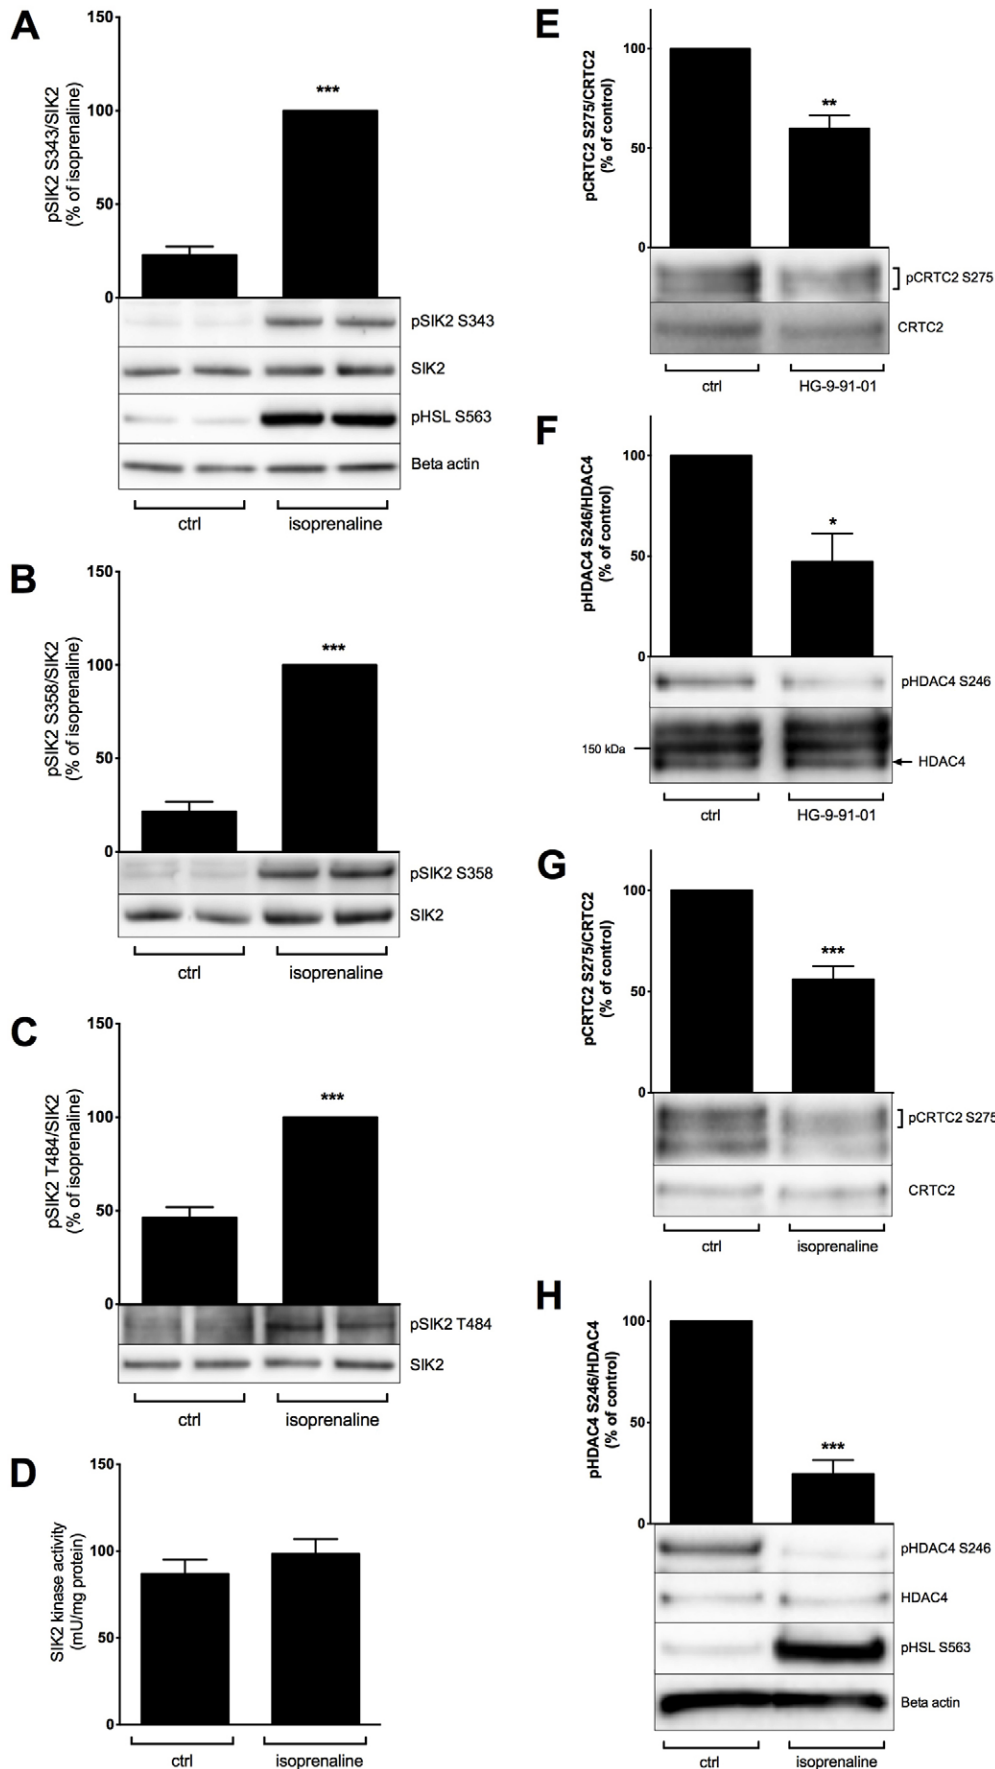 A
150
100
50
0
pSIK2 S343/SIK2
(% of isoprenaline)
***
pSIK2 S343
SIK2
pHSL S563
Beta actin
ctrl
isoprenaline
B
150
100
50
0
pSIK2 S358/SIK2
(% of isoprenaline)
***
pSIK2 S358
SIK2
ctrl
isoprenaline
C
150
100
50
0
pSIK2 T484/SIK2
(% of isoprenaline)
***
pSIK2 T484
SIK2
ctrl
isoprenaline
D
150
100
50
0
SIK2 kinase activity
(mU/mg protein)
ctrl
isoprenaline
E
100
50
0
pCRTC2 S275/CRTC2
(% of control)
**
pCRTC2 S275
CRTC2
ctrl
HG-9-91-01
F
100
50
0
pHDAC4 S246/HDAC4
(% of control)
*
pHDAC4 S246
150 kDa
HDAC4
ctrl
HG-9-91-01
G
100
50
0
pCRTC2 S275/CRTC2
(% of control)
***
pCRTC2 S275
CRTC2
ctrl
isoprenaline
H
100
50
0
pHDAC4 S246/HDAC4
(% of control)
***
pHDAC4 S246
HDAC4
pHSL S563
Beta actin
ctrl
isoprenaline